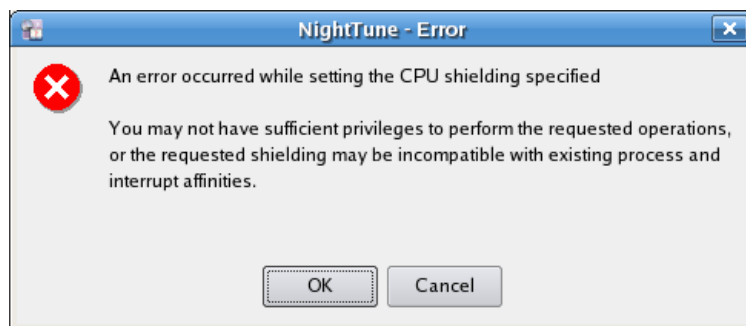 NightTune - Error
An error occurred while setting the CPU shielding specified
You may not have sufficient privileges to perform the requested operations,
or the requested shielding may be incompatible with existing process and
interrupt affinities.
OK
Cancel